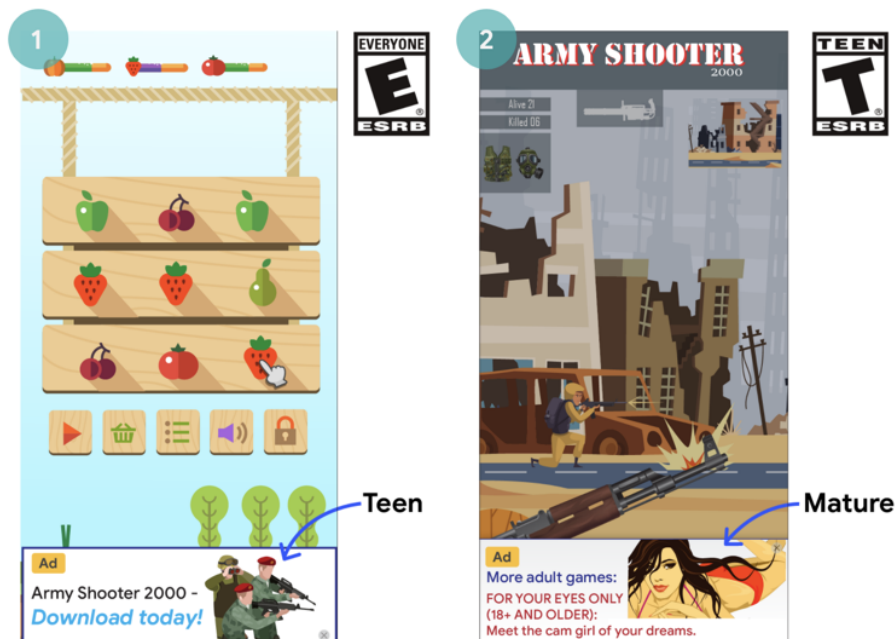 1
EVERYONE
E
®
ESRB
Ad
Army Shooter 2000 -
Download today!
Teen
2
ARMY SHOOTER
2000
TEEN
T
®
ESRB
Alive 21
Killed 06
Ad
More adult games:
FOR YOUR EYES ONLY
(18+ AND OLDER):
Meet the cam girl of your dreams.
Mature